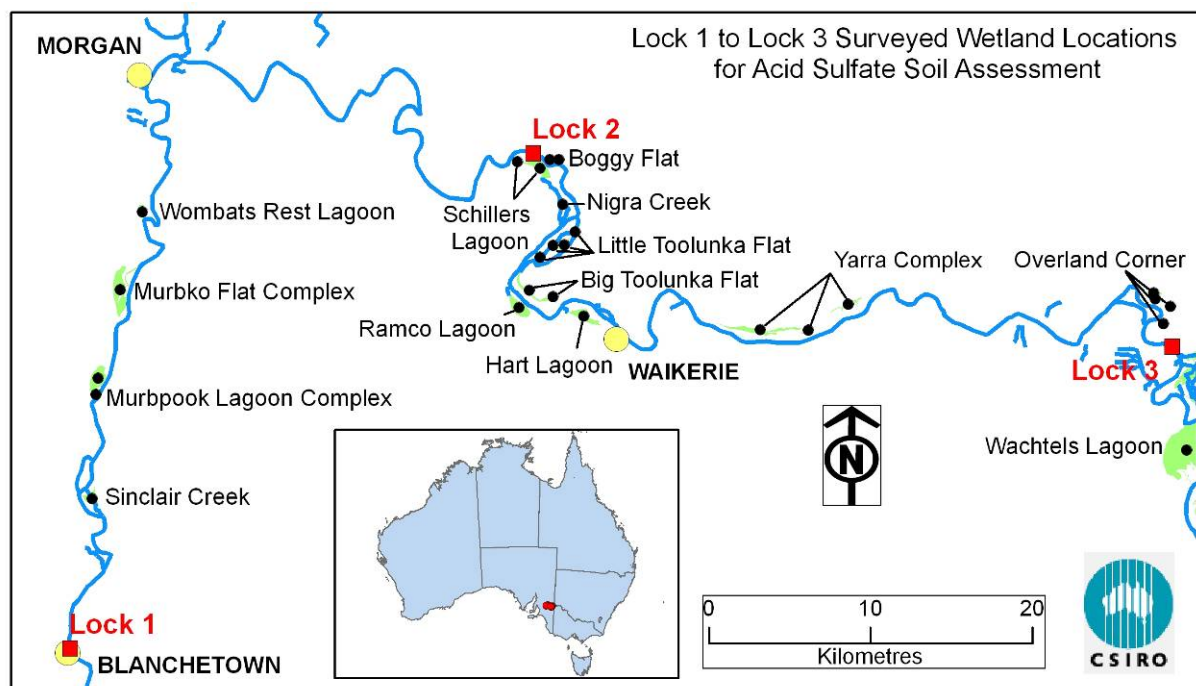 Lock 1 to Lock 3 Surveyed Wetland Locations
for Acid Sulfate Soil Assessment
MORGAN
Lock 2
Boggy Flat
Wombats Rest Lagoon
Schillers
Lagoon
Nigra Creek
Little Toolunka Flat
Big Toolunka Flat
Yarra Complex
Overland Corner
Murbko Flat Complex
Ramco Lagoon
Hart Lagoon
WAIKERIE
Lock 3
Murbpook Lagoon Complex
Wachtels Lagoon
N
Sinclair Creek
Lock 1
BLANCHETOWN
0 10 20
Kilometres
CSIRO